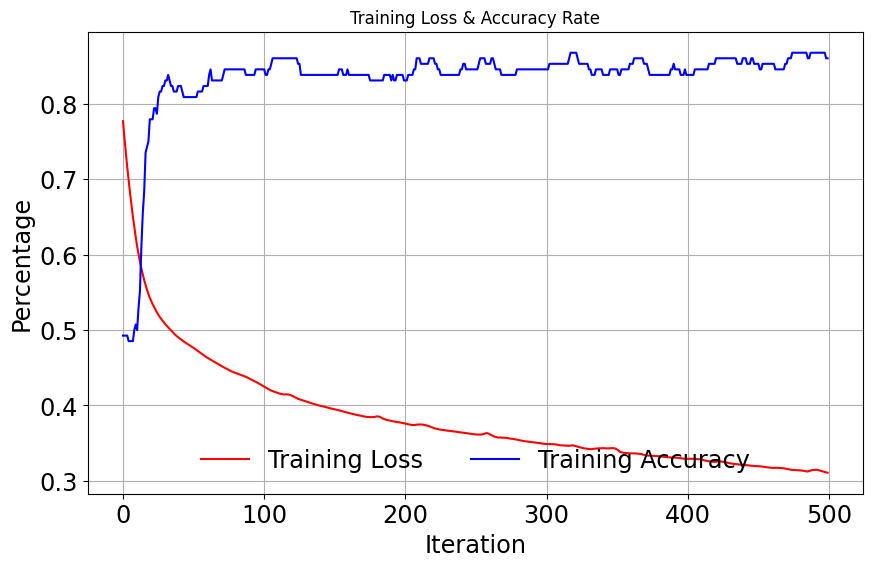 Training Loss & Accuracy Rate
Percentage
0.8
0.7
0.6
0.5
0.4
0.3
Training Loss
Training Accuracy
0 100 200 300 400 500
Iteration